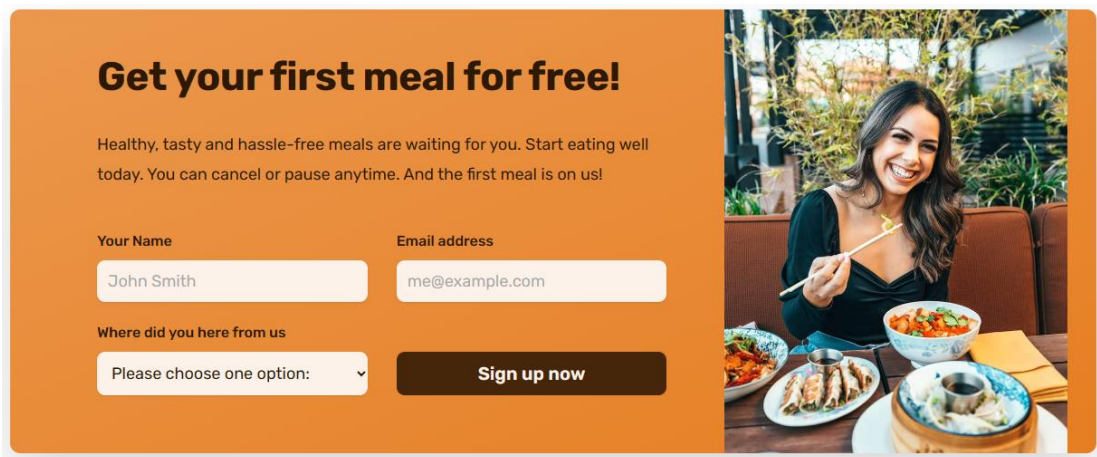 Get your first meal for free!
Healthy, tasty and hassle-free meals are waiting for you. Start eating well
today. You can cancel or pause anytime. And the first meal is on us!
Your Name
Email address
John Smith
me@example.com
Where did you here from us
Please choose one option:
Sign up now